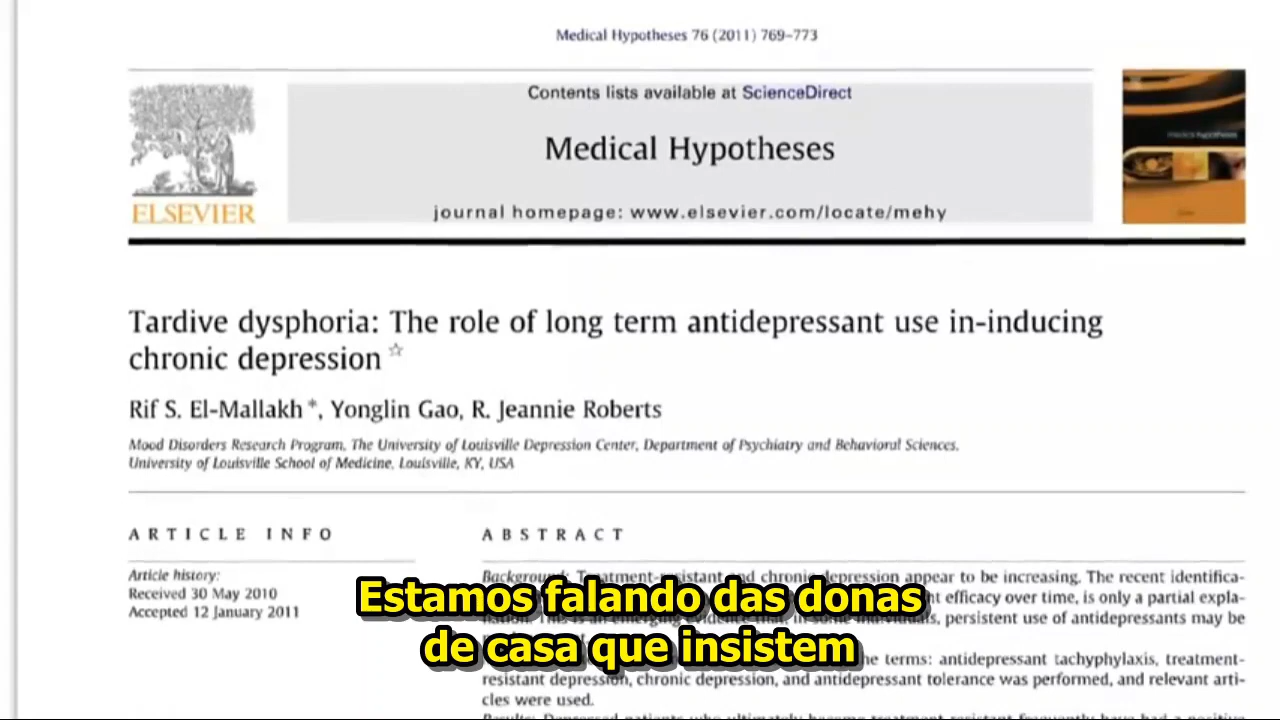 Medical Hypotheses 76 (2011) 769–773
Contents lists available at ScienceDirect
Medical Hypotheses
journal homepage: www.elsevier.com/locate/mehy
ELSEVIER
Tardive dysphoria: The role of long term antidepressant use in-inducing
chronic depression ☆
Rif S. El-Mallakh *, Yonglin Gao, R. Jeannie Roberts
Mood Disorders Research Program, The University of Louisville Depression Center, Department of Psychiatry and Behavioral Sciences.
University of Louisville School of Medicine, Louisville, KY, USA
ARTICLE INFO
Article history:
Received 30 May 2010
Accepted 12 January 2011
ABSTRACT
Background: Treatment-resistant and chronic depression appear to be increasing. The recent identifica-
efficacy over time, is only a partial expla-
persistent use of antidepressants may be
terms: antidepressant tachyphylaxis, treatment-
resistant depression, chronic depression, and antidepressant tolerance was performed, and relevant arti-
cles were used.
Estamos falando das donas
de casa que insistem